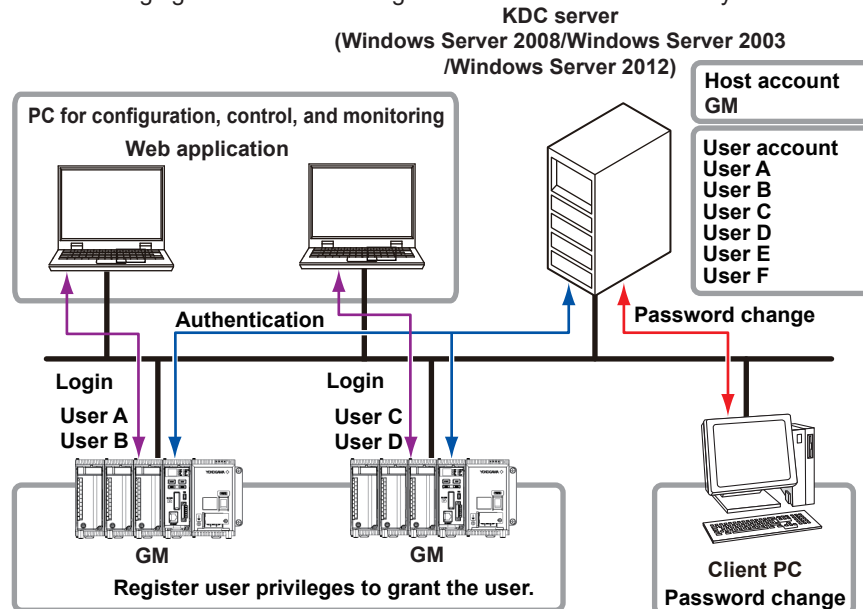 KDC server
(Windows Server 2008/Windows Server 2003
/Windows Server 2012)
Host account
GM
PC for configuration, control, and monitoring
Web application
User account
User A
User B
User C
User D
User E
User F
Authentication
Password change
Login
User A
User B
Login
User C
User D
YOKOGAWA
YOKOGAWA
GM
GM
Register user privileges to grant the user.
Client PC
Password change